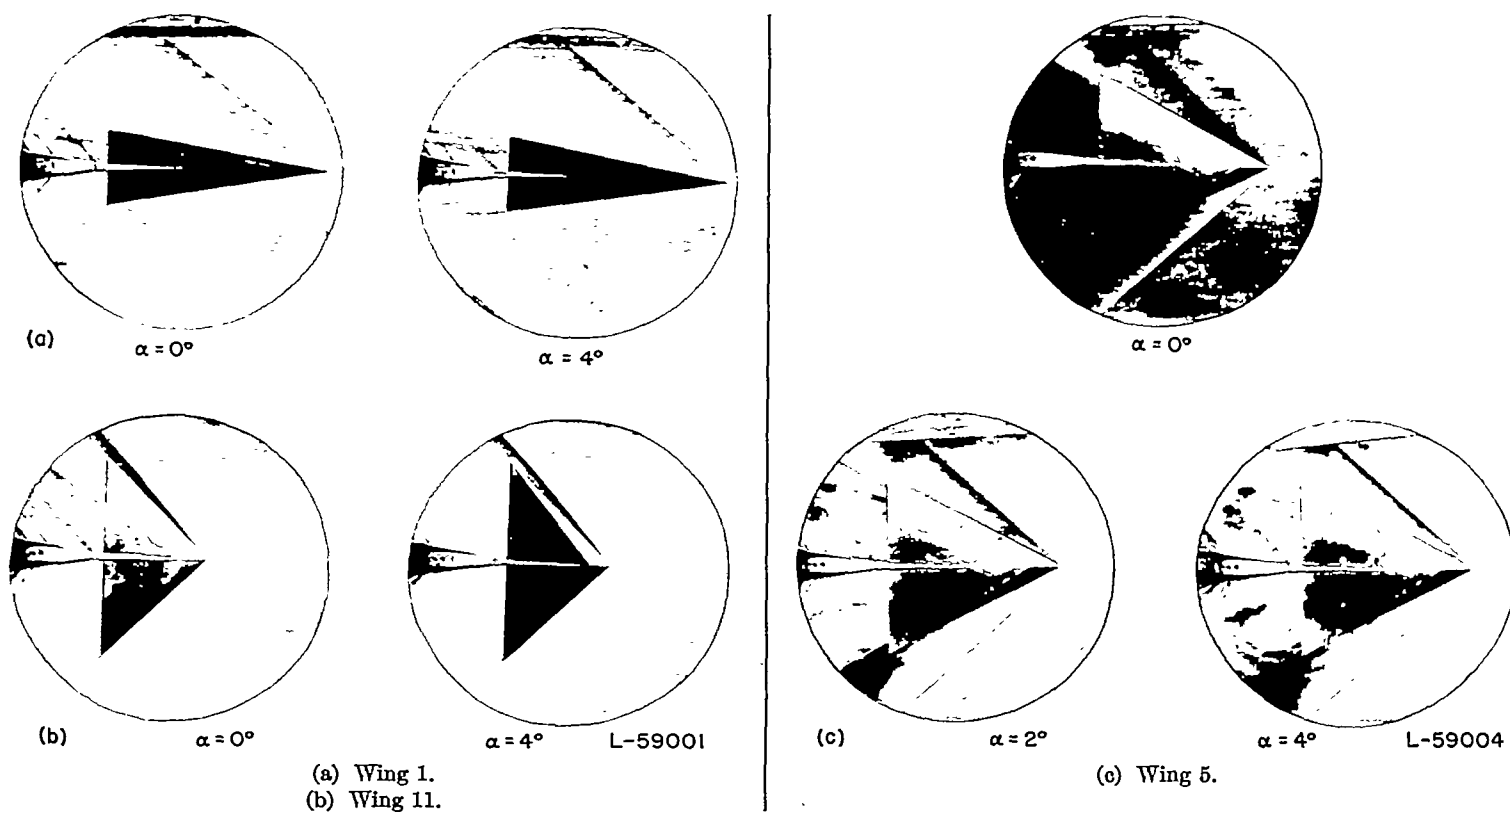 (a)
α = 0°
α = 4°
(b)
α = 0°
α = 4°
L-59001
(a) Wing 1.
(b) Wing 11.
α = 0°
(c)
α = 2°
α = 4°
L-59004
(c) Wing 5.